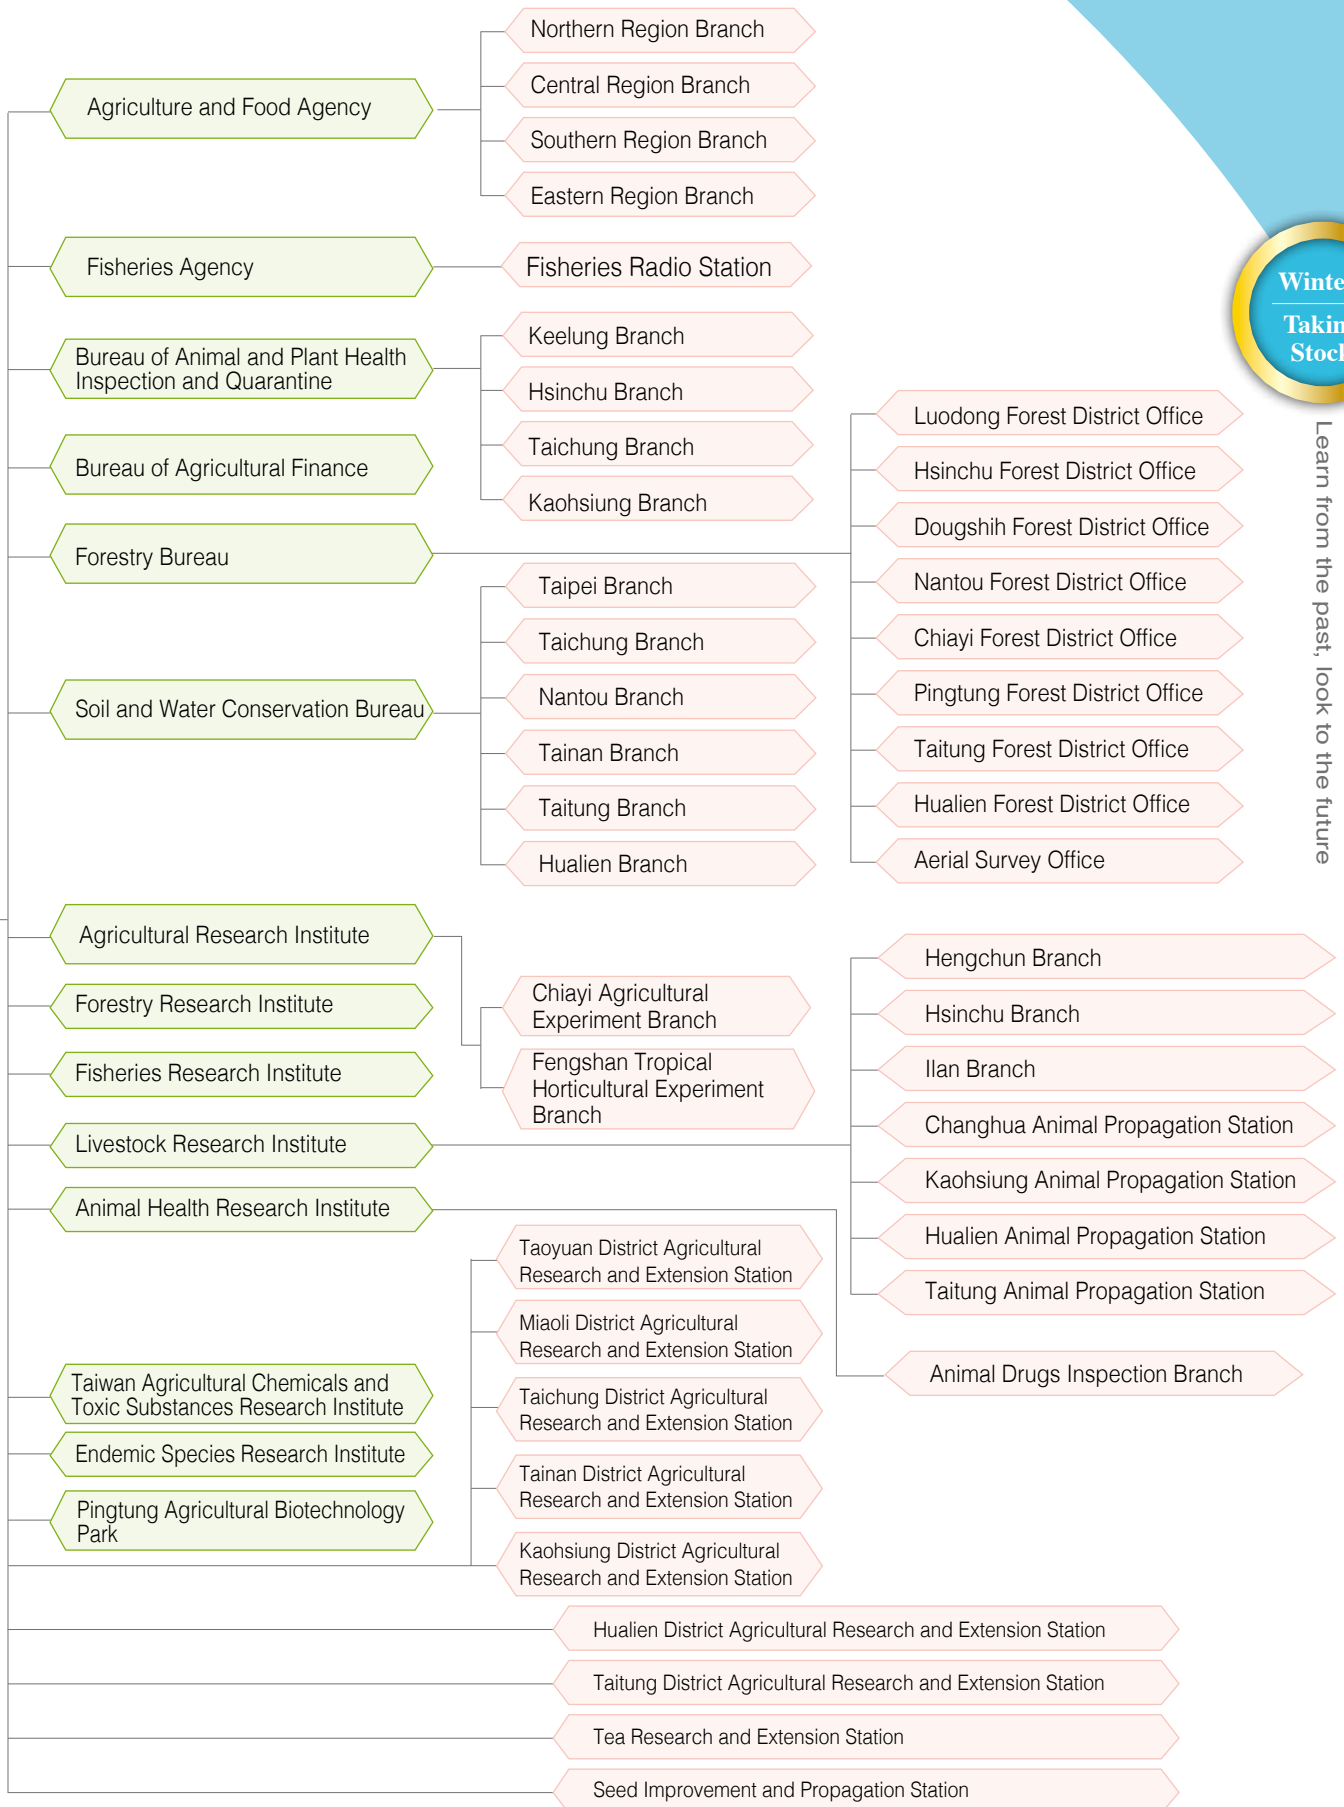 Agriculture and Food Agency
Northern Region Branch
Central Region Branch
Southern Region Branch
Eastern Region Branch
Fisheries Agency
Fisheries Radio Station
Bureau of Animal and Plant Health
Inspection and Quarantine
Keelung Branch
Hsinchu Branch
Taichung Branch
Kaohsiung Branch
Bureau of Agricultural Finance
Forestry Bureau
Luodong Forest District Office
Hsinchu Forest District Office
Dougshih Forest District Office
Nantou Forest District Office
Chiayi Forest District Office
Pingtung Forest District Office
Taitung Forest District Office
Hualien Forest District Office
Aerial Survey Office
Soil and Water Conservation Bureau
Taipei Branch
Taichung Branch
Nantou Branch
Tainan Branch
Taitung Branch
Hualien Branch
Agricultural Research Institute
Chiayi Agricultural
Experiment Branch
Fengshan Tropical
Horticultural Experiment
Branch
Forestry Research Institute
Fisheries Research Institute
Livestock Research Institute
Hengchun Branch
Hsinchu Branch
Ilan Branch
Changhua Animal Propagation Station
Kaohsiung Animal Propagation Station
Hualien Animal Propagation Station
Taitung Animal Propagation Station
Animal Health Research Institute
Animal Drugs Inspection Branch
Taiwan Agricultural Chemicals and
Toxic Substances Research Institute
Endemic Species Research Institute
Pingtung Agricultural Biotechnology
Park
Taoyuan District Agricultural
Research and Extension Station
Miaoli District Agricultural
Research and Extension Station
Taichung District Agricultural
Research and Extension Station
Tainan District Agricultural
Research and Extension Station
Kaohsiung District Agricultural
Research and Extension Station
Hualien District Agricultural Research and Extension Station
Taitung District Agricultural Research and Extension Station
Tea Research and Extension Station
Seed Improvement and Propagation Station
Winte
Takin
Stoc
Learn from the past, look to the future